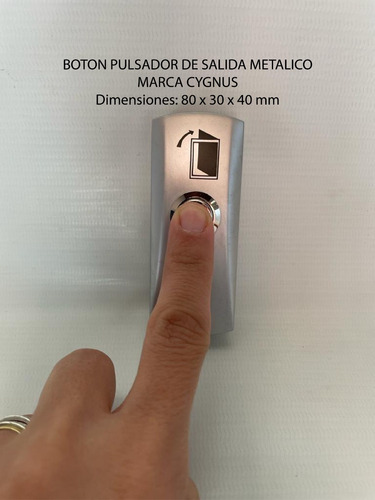 BOTON PULSADOR DE SALIDA METALICO
MARCA CYGNUS
Dimensiones: 80 x 30 x 40 mm